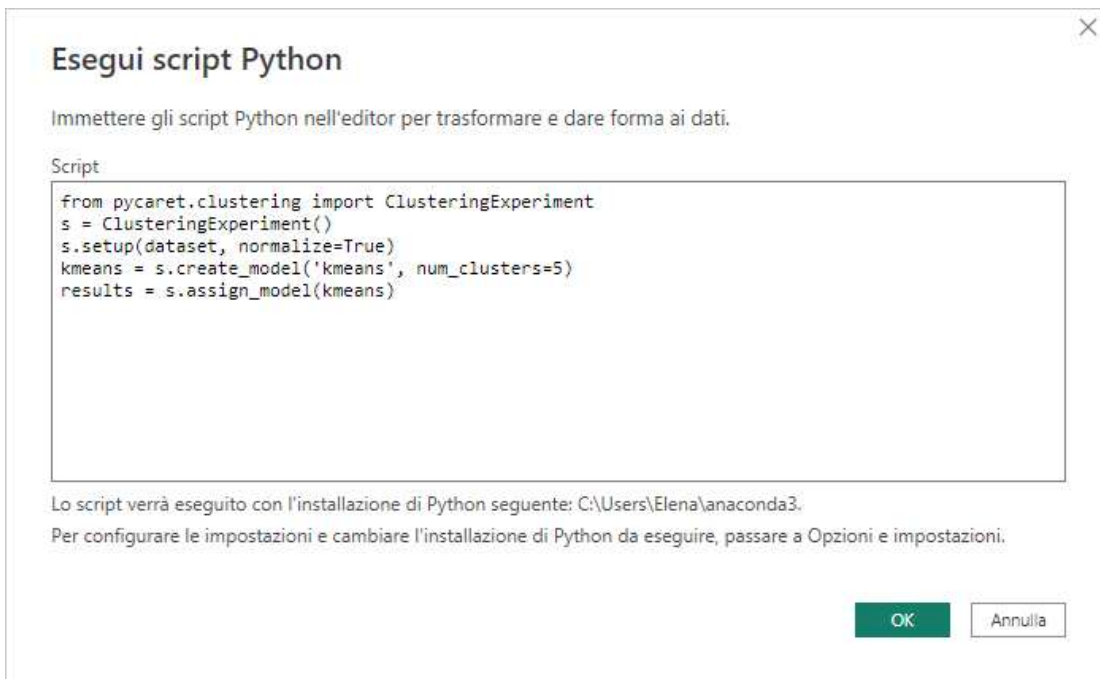 Esegui script Python
Immettere gli script Python nell'editor per trasformare e dare forma ai dati.
Script
from pycaret.clustering import ClusteringExperiment
s = ClusteringExperiment()
s.setup(dataset, normalize=True)
kmeans = s.create_model('kmeans', num_clusters=5)
results = s.assign_model(kmeans)
Lo script verrà eseguito con l'installazione di Python seguente: C:\Users\Elena\anaconda3.
Per configurare le impostazioni e cambiare l'installazione di Python da eseguire, passare a Opzioni e impostazioni.
OK Annulla